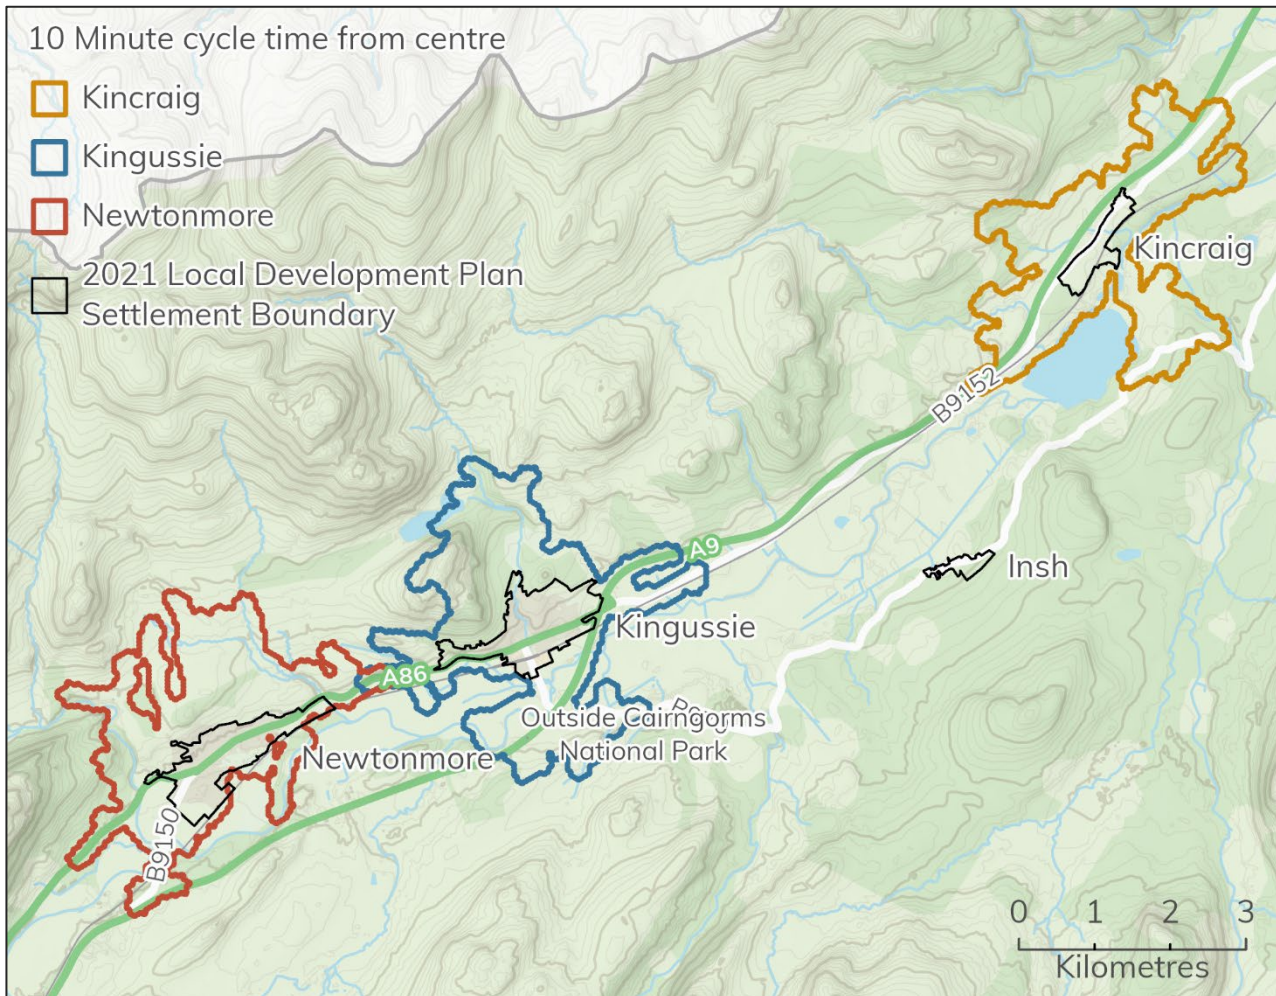 10 Minute cycle time from centre
Kincraig
Kingussie
Newtonmore
2021 Local Development Plan
Settlement Boundary
Kincraig
B9152
A9
Insh
Kingussie
A86
Outside Cairngorms
National Park
Newtonmore
B9150
0 1 2 3
Kilometres